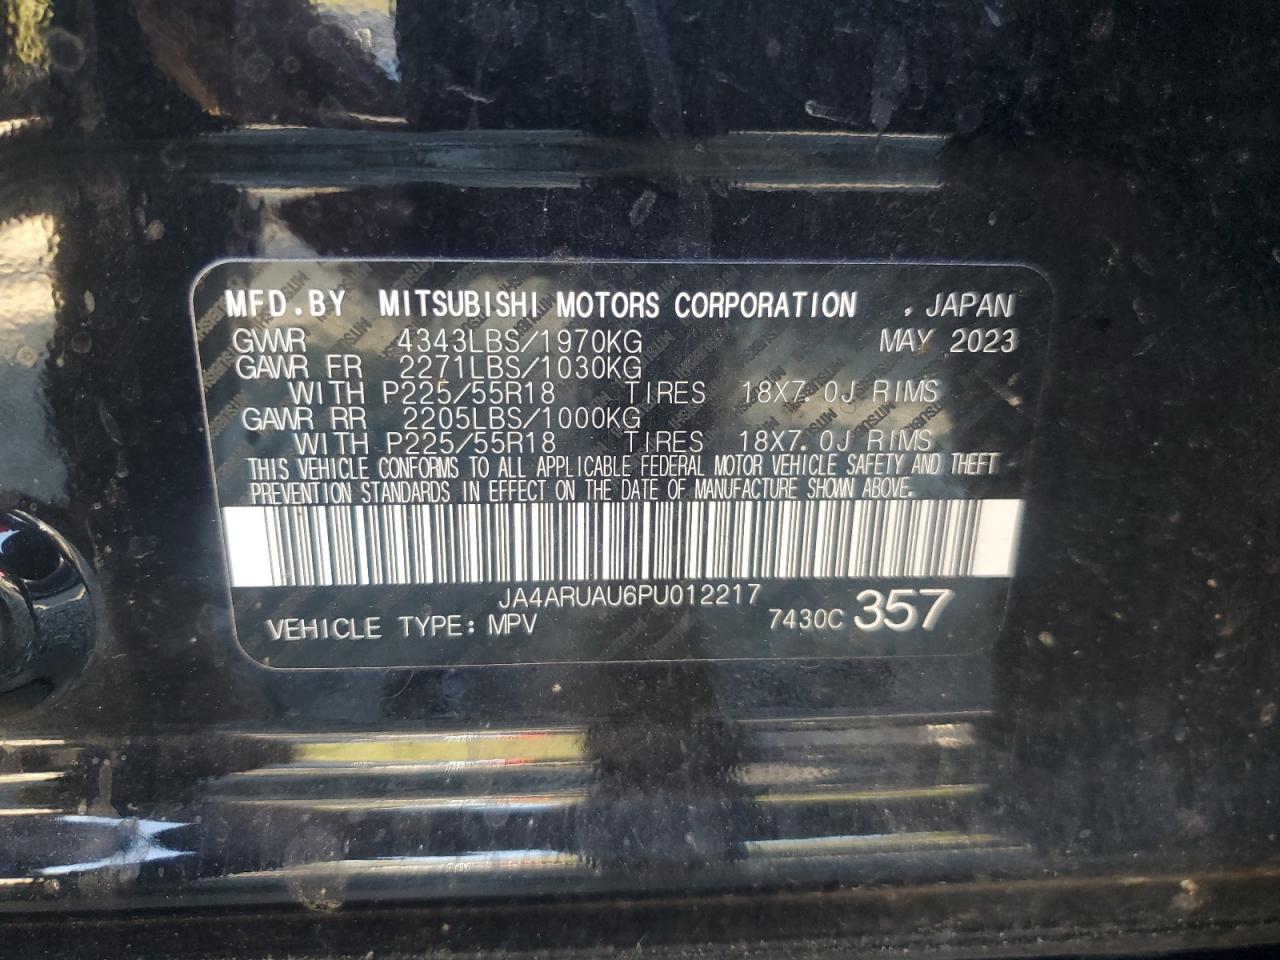 MFD.BY MITSUBISHI MOTORS CORPORATION , JAPAN
GVWR 4343LBS/1970KG MAY 2023
GAWR FR 2271LBS/1030KG
WITH P225/55R18 TIRES 18X7.0J RIMS
GAWR RR 2205LBS/1000KG
WITH P225/55R18 TIRES 18X7.0J RIMS
THIS VEHICLE CONFORMS TO ALL APPLICABLE FEDERAL MOTOR VEHICLE SAFETY AND THEFT
PREVENTION STANDARDS IN EFFECT ON THE DATE OF MANUFACTURE SHOWN ABOVE.
JA4ARUAU6PU012217
VEHICLE TYPE: MPV 7430C 357